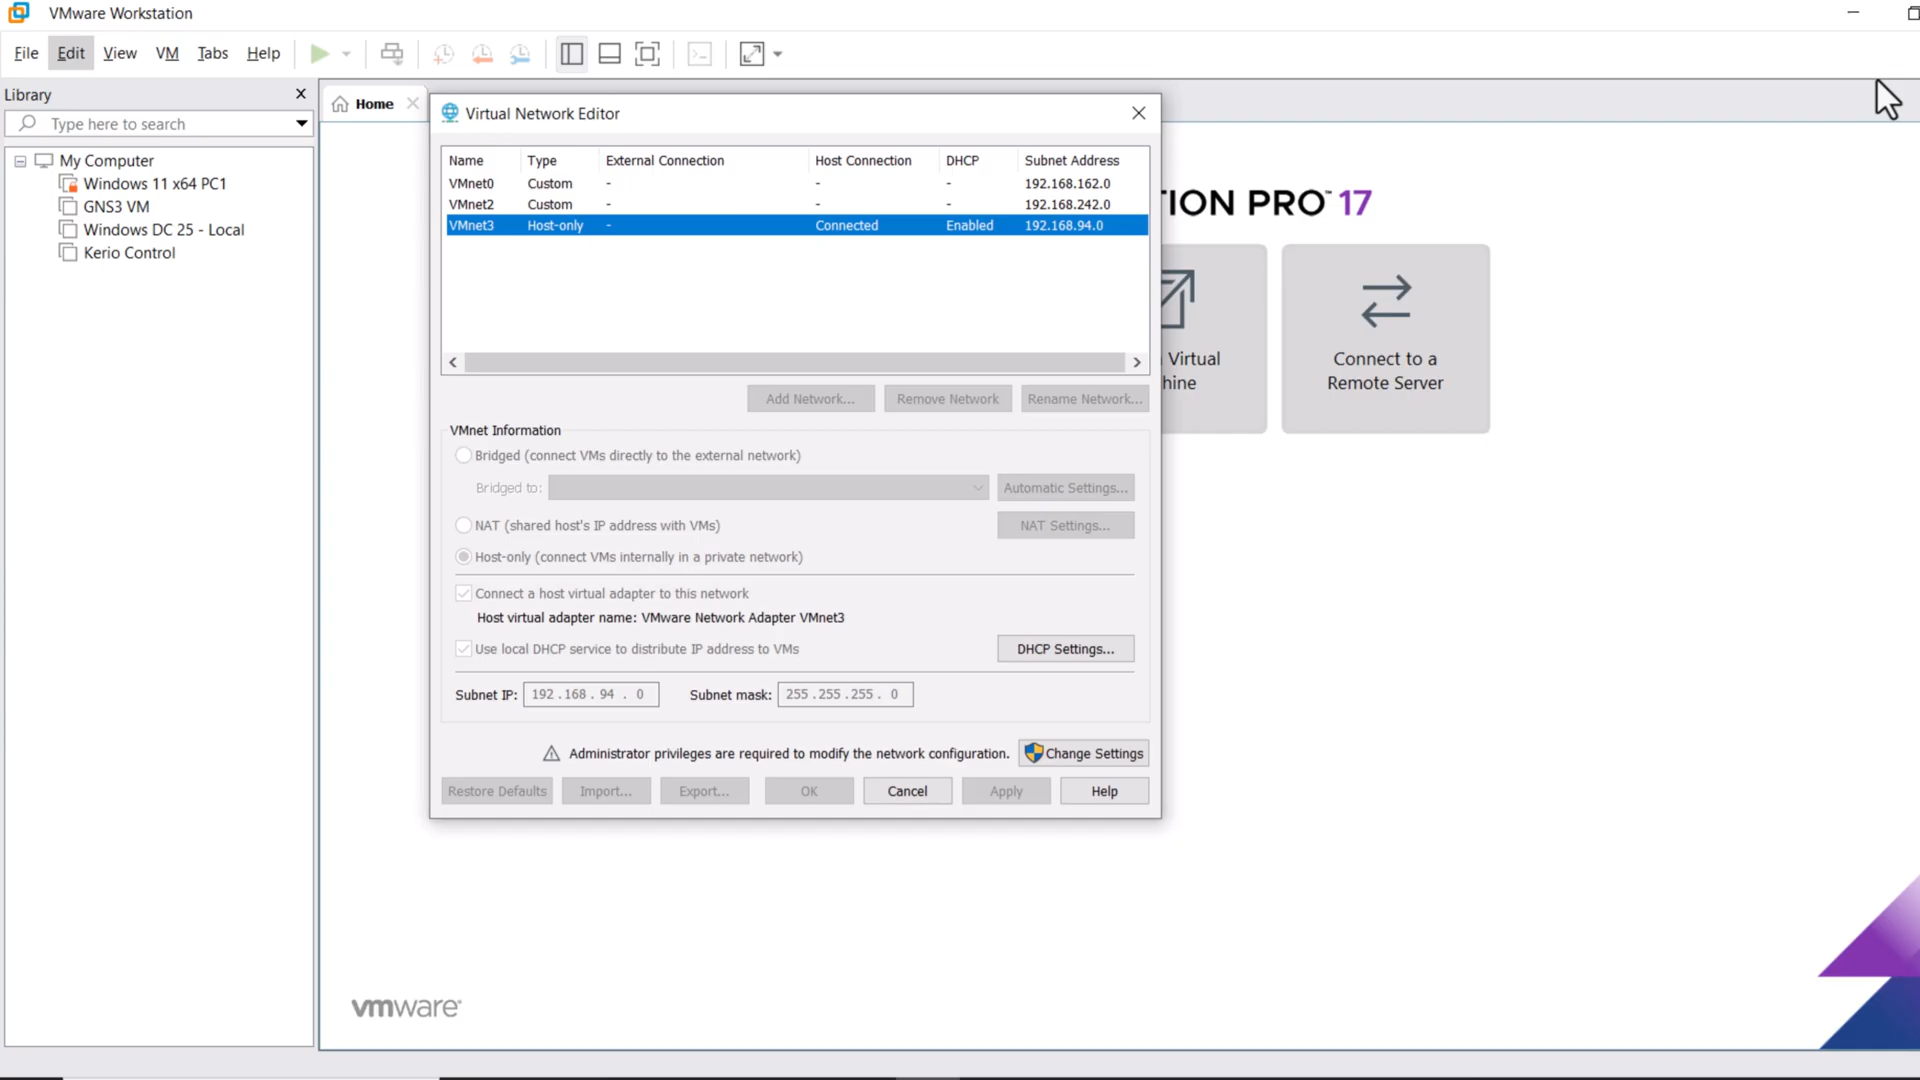 VMware Workstation
File Edit View VM Tabs Help
Library
Type here to search
My Computer
Windows 11 x64 PC1
GNS3 VM
Windows DC 25 - Local
Kerio Control
Home
Virtual Network Editor
Name Type External Connection Host Connection DHCP Subnet Address
VMnet0 Custom - - - 192.168.162.0
VMnet2 Custom - - - 192.168.242.0
VMnet3 Host-only - Connected Enabled 192.168.94.0
Add Network... Remove Network Rename Network...
VMnet Information
Bridged (connect VMs directly to the external network)
Bridged to: Automatic Settings...
NAT (shared host's IP address with VMs) NAT Settings...
Host-only (connect VMs internally in a private network)
Connect a host virtual adapter to this network
Host virtual adapter name: VMware Network Adapter VMnet3
Use local DHCP service to distribute IP address to VMs DHCP Settings...
Subnet IP: 192 . 168 . 94 . 0 Subnet mask: 255 . 255 . 255 . 0
Administrator privileges are required to modify the network configuration. Change Settings
Restore Defaults Import... Export... OK Cancel Apply Help
TION PRO™ 17
Virtual
hine
Connect to a
Remote Server
vmware®